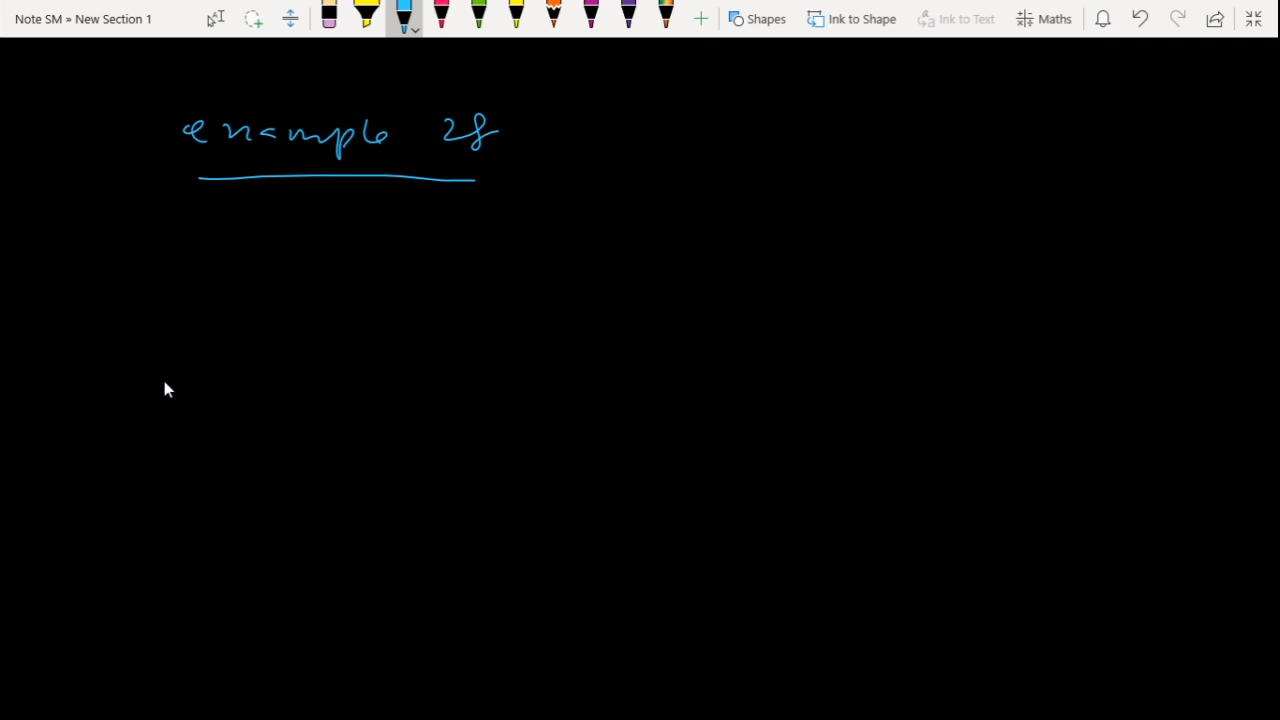 Note SM » New Section 1 Shapes Ink to Shape Ink to Text Maths
example 28